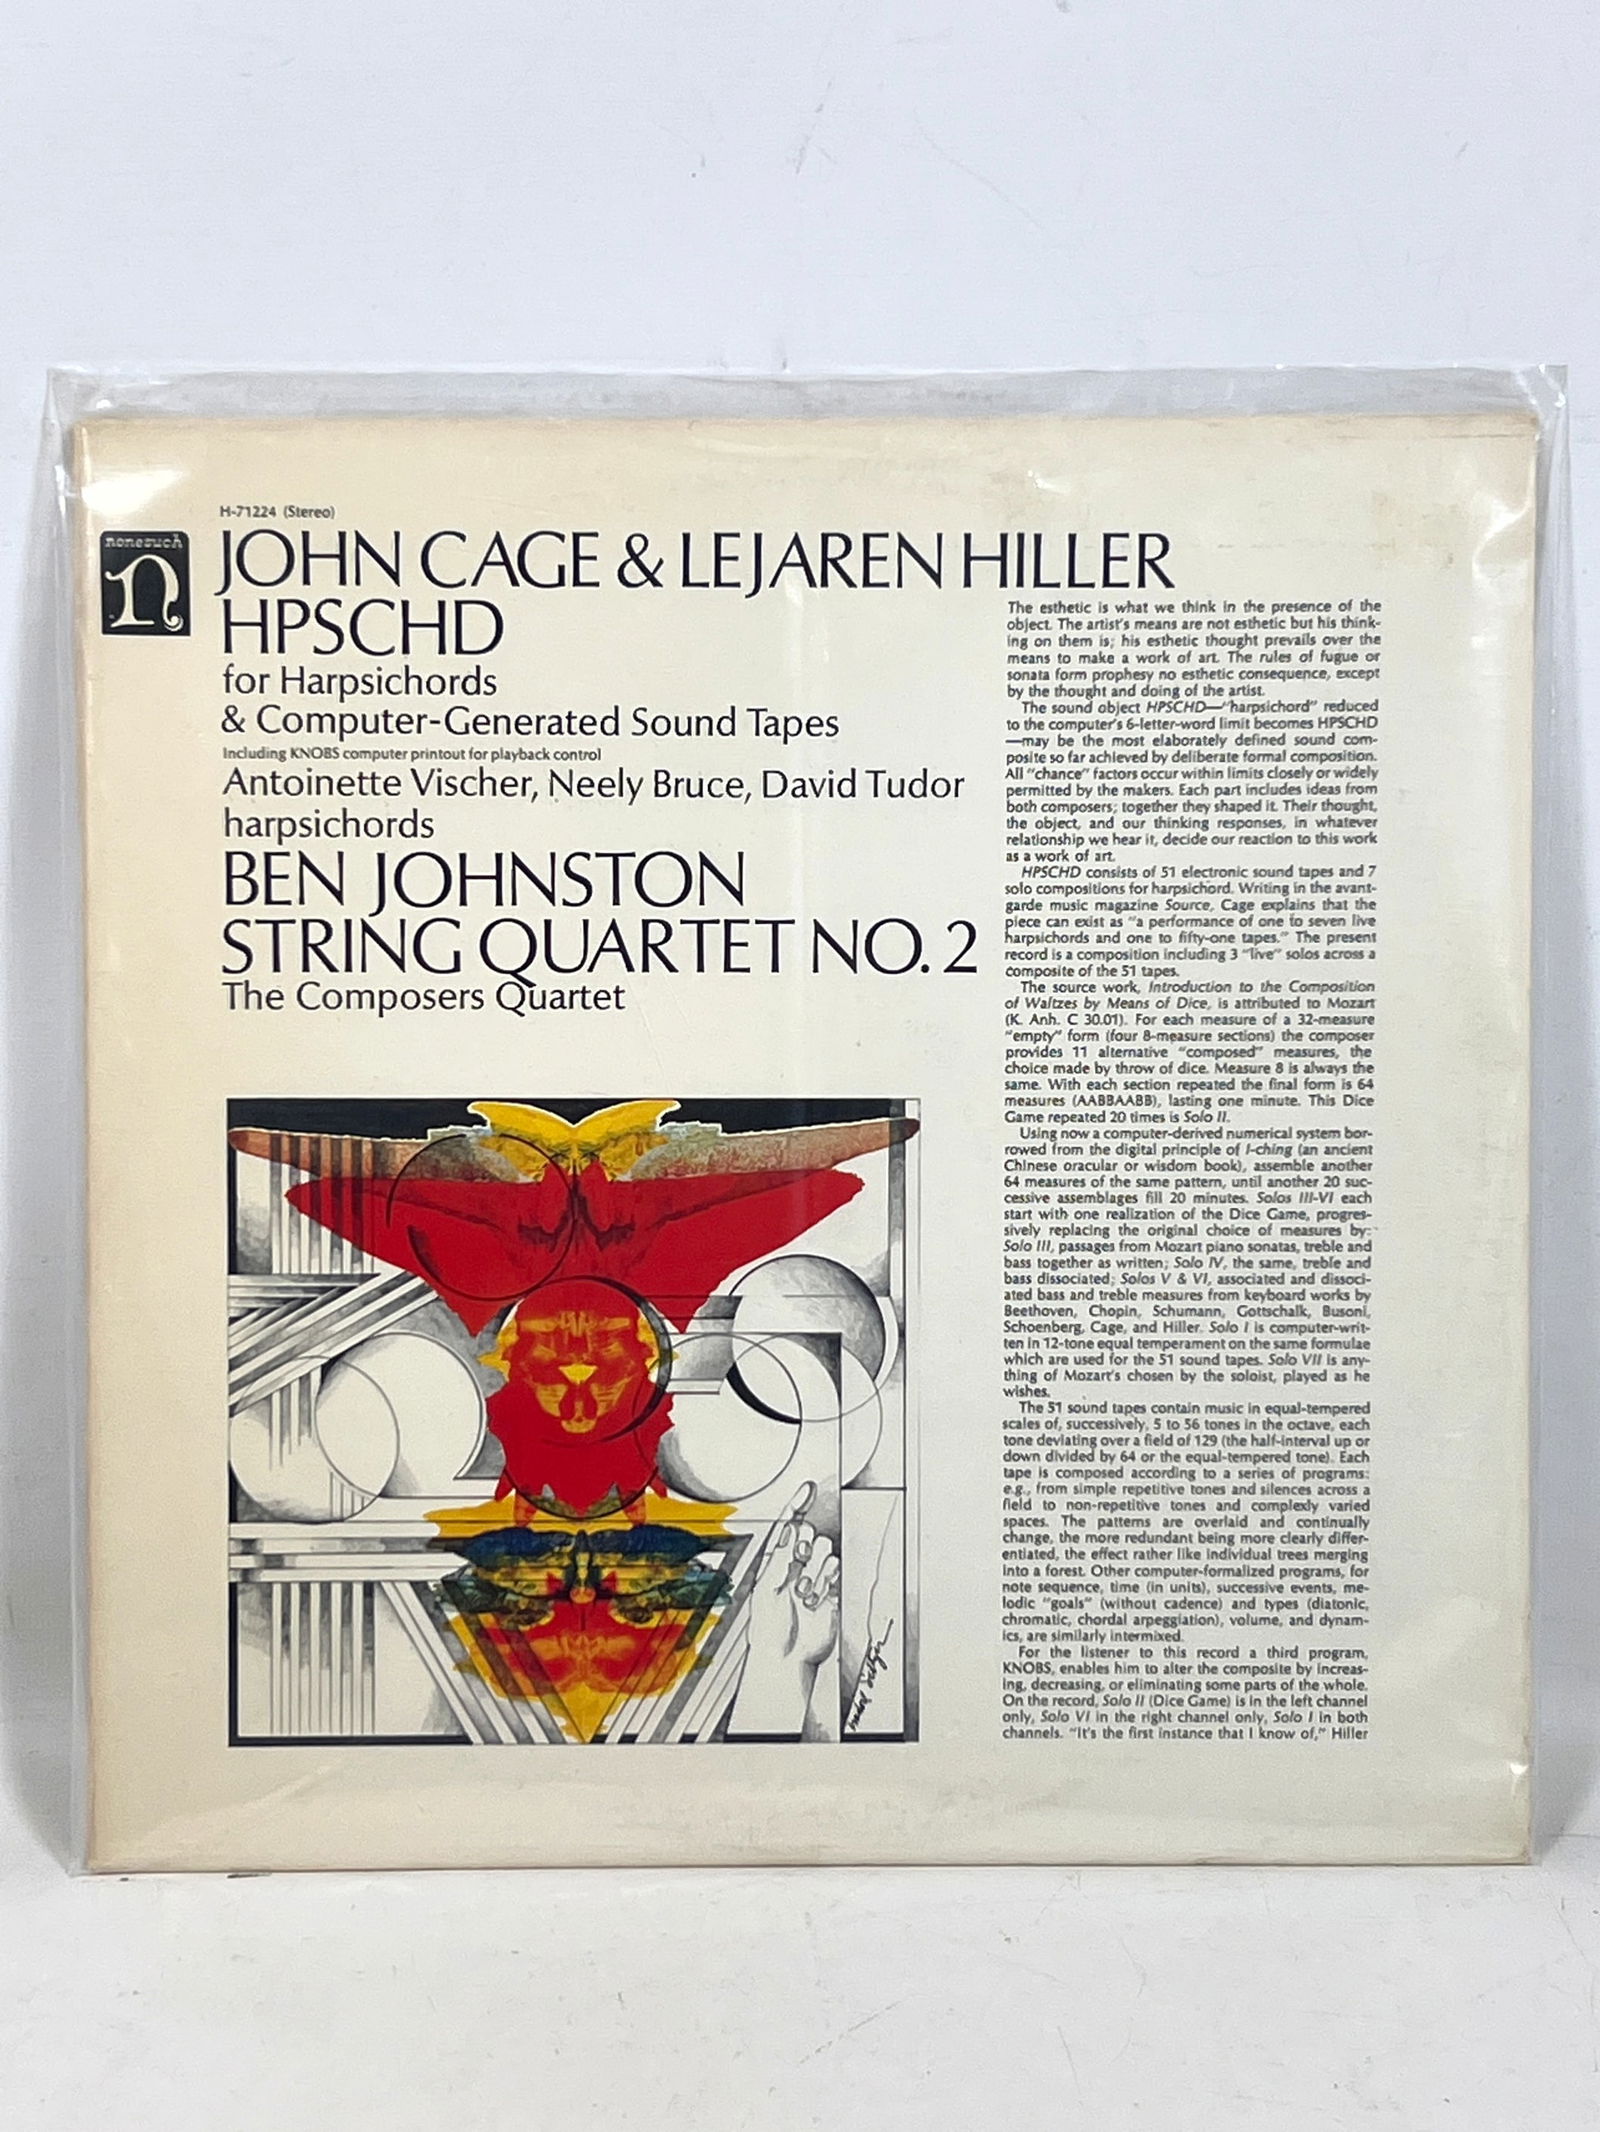 H-71224 (Stereo)
nonesuch
n
JOHN CAGE & LEJAREN HILLER
HPSCHD
for Harpsichords
& Computer-Generated Sound Tapes
Including KNOBS computer printout for playback control
Antoinette Vischer, Neely Bruce, David Tudor
harpsichords
BEN JOHNSTON
STRING QUARTET NO. 2
The Composers Quartet
The esthetic is what we think in the presence of the
object. The artist's means are not esthetic but his think-
ing on them is; his esthetic thought prevails over the
means to make a work of art. The rules of fugue or
sonata form prophesy no esthetic consequence, except
by the thought and doing of the artist.
The sound object HPSCHD—"harpsichord" reduced
to the computer's 6-letter-word limit becomes HPSCHD
—may be the most elaborately defined sound com-
posite so far achieved by deliberate formal composition.
All "chance" factors occur within limits closely or widely
permitted by the makers. Each part includes ideas from
both composers; together they shaped it. Their thought,
the object, and our thinking responses, in whatever
relationship we hear it, decide our reaction to this work
as a work of art.
HPSCHD consists of 51 electronic sound tapes and 7
solo compositions for harpsichord. Writing in the avant-
garde music magazine Source, Cage explains that the
piece can exist as "a performance of one to seven live
harpsichords and one to fifty-one tapes." The present
record is a composition including 3 "live" solos across a
composite of the 51 tapes.
The source work, Introduction to the Composition
of Waltzes by Means of Dice, is attributed to Mozart
(K. Anh. C 30.01). For each measure of a 32-measure
"empty" form (four 8-measure sections) the composer
provides 11 alternative "composed" measures, the
choice made by throw of dice. Measure 8 is always the
same. With each section repeated the final form is 64
measures (AABBAABB), lasting one minute. This Dice
Game repeated 20 times is Solo II.
Using now a computer-derived numerical system bor-
rowed from the digital principle of I-ching (an ancient
Chinese oracular or wisdom book), assemble another
64 measures of the same pattern, until another 20 suc-
cessive assemblages fill 20 minutes. Solos III-VI each
start with one realization of the Dice Game, progres-
sively replacing the original choice of measures by:
Solo III, passages from Mozart piano sonatas, treble and
bass together as written; Solo IV, the same, treble and
bass dissociated; Solos V & VI, associated and dissoci-
ated bass and treble measures from keyboard works by
Beethoven, Chopin, Schumann, Gottschalk, Busoni,
Schoenberg, Cage, and Hiller. Solo I is computer-writ-
ten in 12-tone equal temperament on the same formulae
which are used for the 51 sound tapes. Solo VII is any-
thing of Mozart's chosen by the soloist, played as he
wishes.
The 51 sound tapes contain music in equal-tempered
scales of, successively, 5 to 56 tones in the octave, each
tone deviating over a field of 129 (the half-interval up or
down divided by 64 or the equal-tempered tone). Each
tape is composed according to a series of programs:
e.g., from simple repetitive tones and silences across a
field to non-repetitive tones and complexly varied
spaces. The patterns are overlaid and continually
change, the more redundant being more clearly differ-
entiated, the effect rather like individual trees merging
into a forest. Other computer-formalized programs, for
note sequence, time (in units), successive events, me-
lodic "goals" (without cadence) and types (diatonic,
chromatic, chordal arpeggiation), volume, and dynam-
ics, are similarly intermixed.
For the listener to this record a third program,
KNOBS, enables him to alter the composite by increas-
ing, decreasing, or eliminating some parts of the whole.
On the record, Solo II (Dice Game) is in the left channel
only, Solo VI in the right channel only, Solo I in both
channels. "It's the first instance that I know of," Hiller